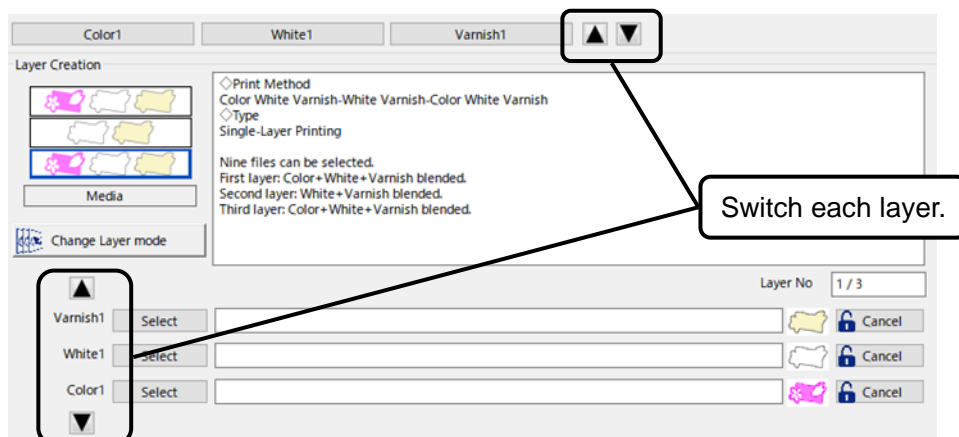 Color1 White1 Varnish1 ▲ ▼
Layer Creation
◇Print Method
Color White Varnish-White Varnish-Color White Varnish
◇Type
Single-Layer Printing
Nine files can be selected.
First layer: Color+White+Varnish blended.
Second layer: White+Varnish blended.
Third layer: Color+White+Varnish blended.
Media
Switch each layer.
Change Layer mode
Layer No 1 / 3
▲
Varnish1 Select Cancel
White1 Select Cancel
Color1 Select Cancel
▼